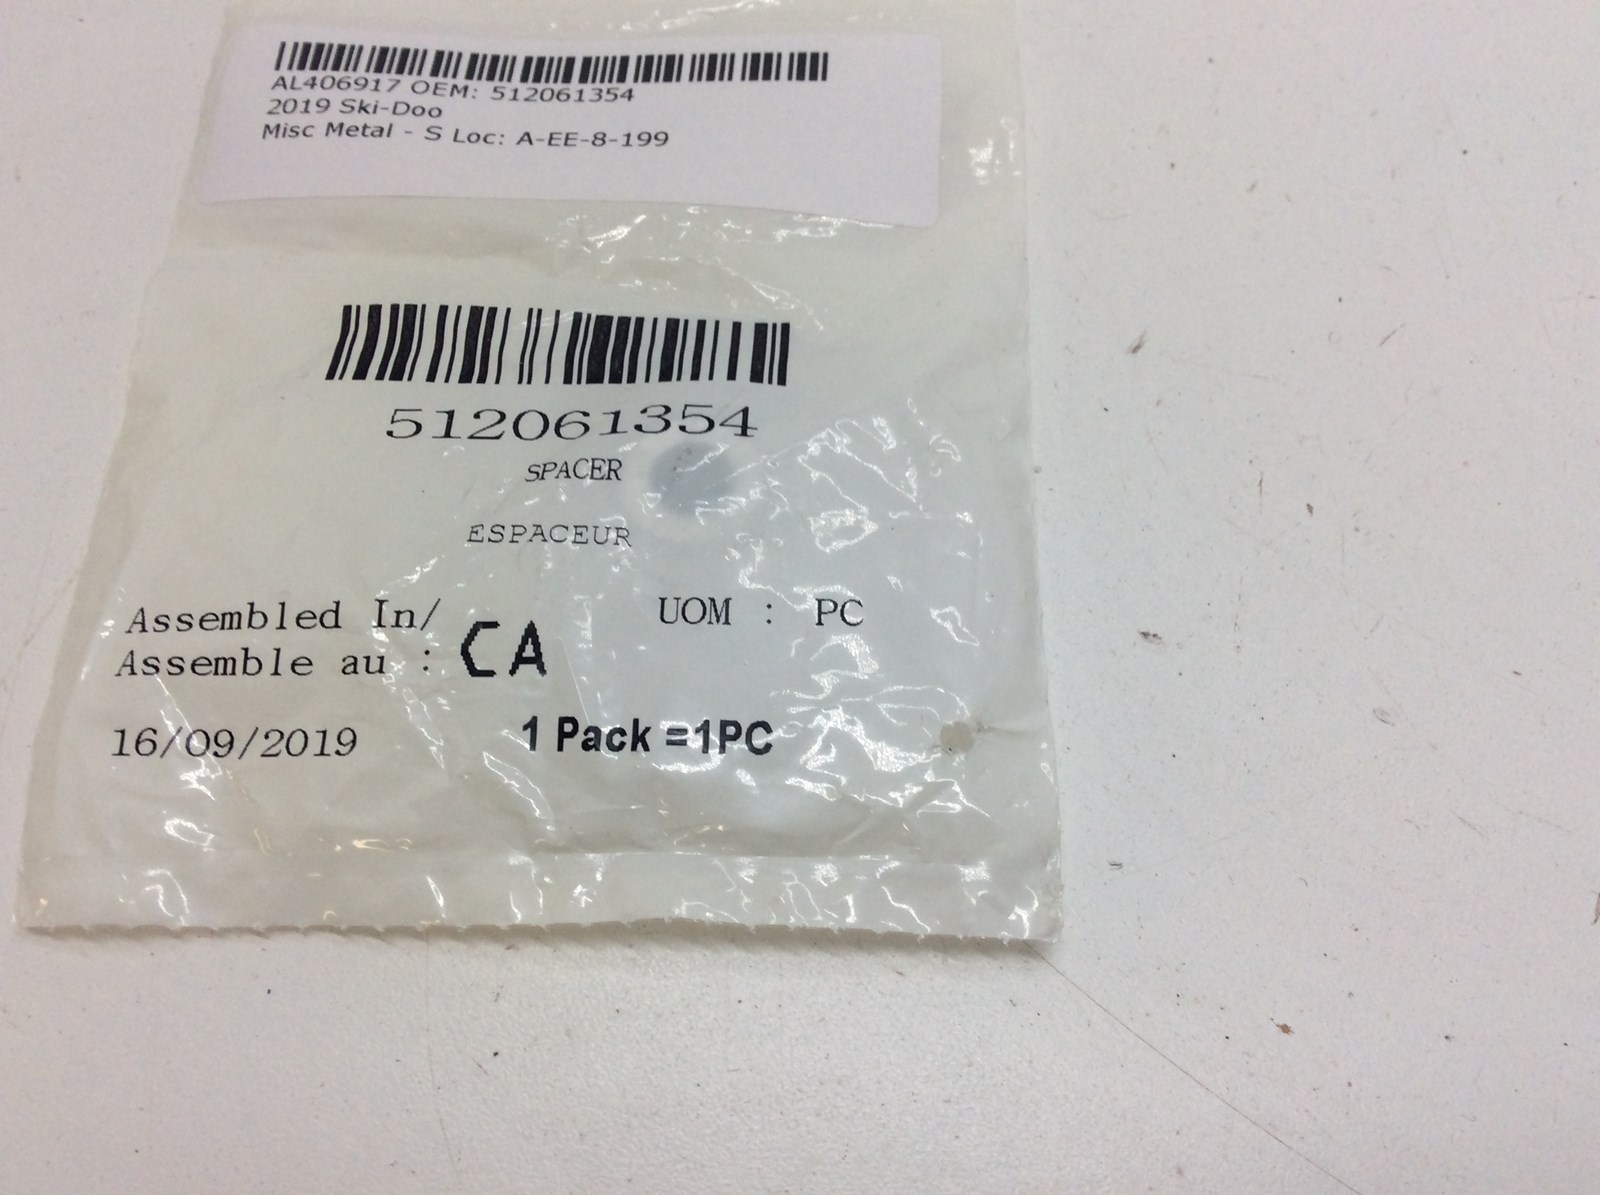 AL406917 OEM: 512061354
2019 Ski-Doo
Misc Metal - S Loc: A-EE-8-199
512061354
SPACER
ESPACEUR
Assembled In/
Assemble au : CA
UOM : PC
16/09/2019
1 Pack =1PC